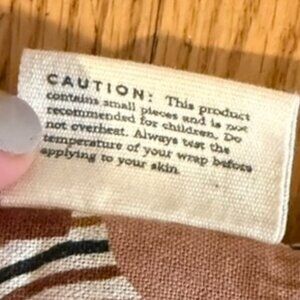 CAUTION: This product
contains small pieces and is not
recommended for children. Do
not overheat. Always test the
temperature of your wrap before
applying to your skin.